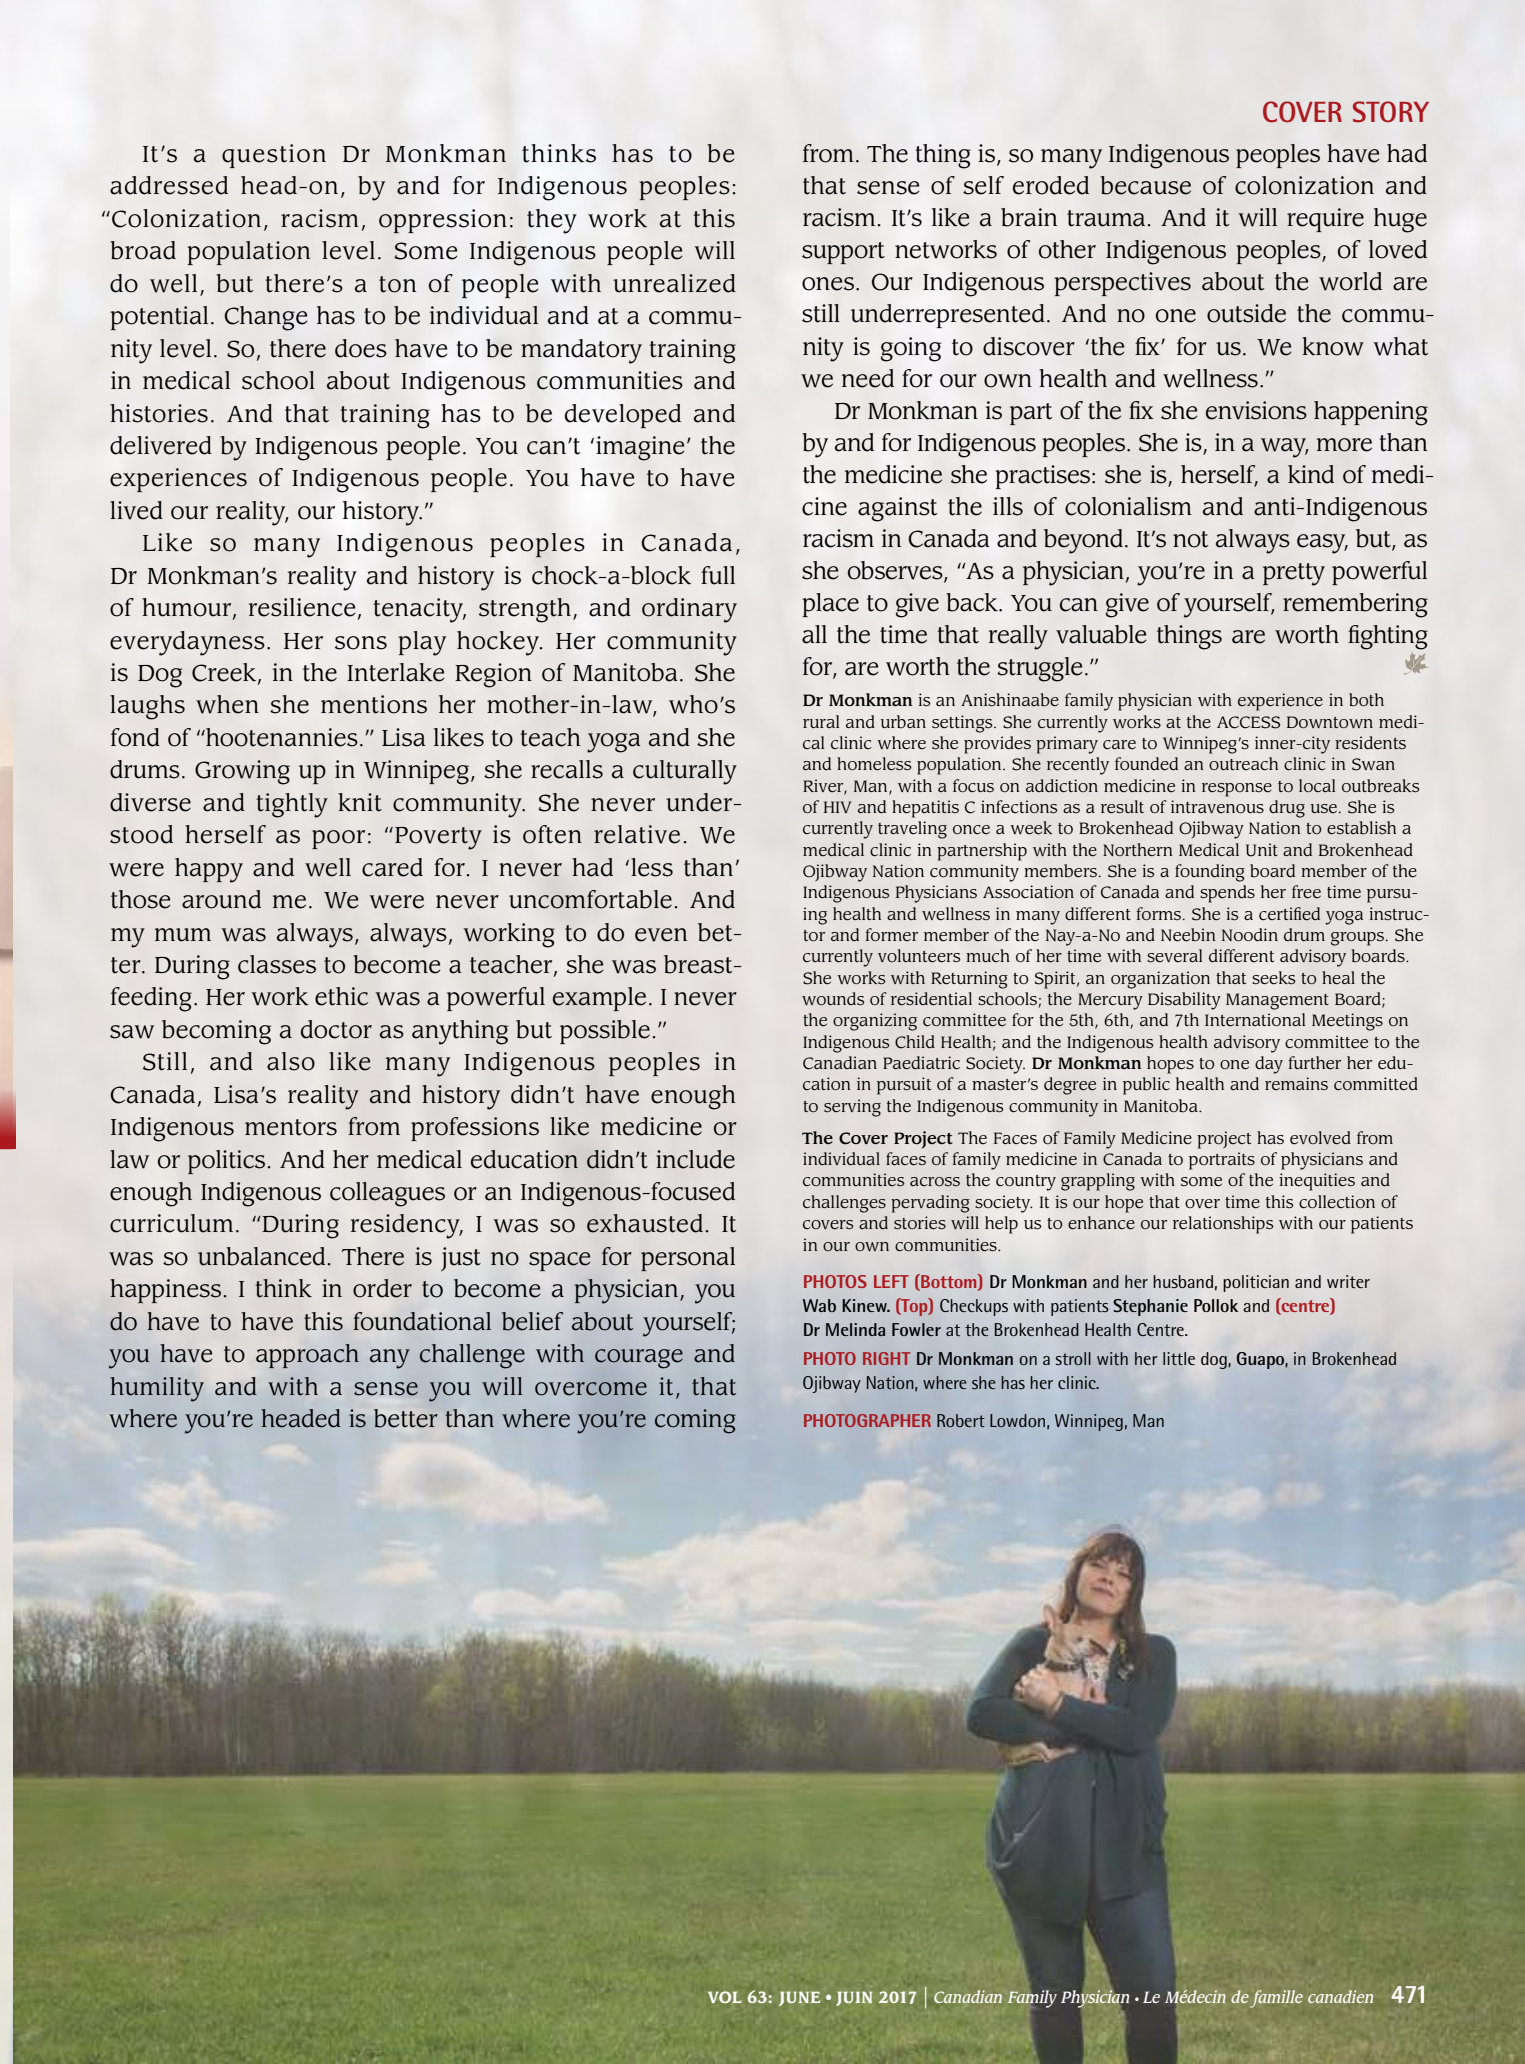 COVER STORY
It's a question Dr Monkman thinks has to be
addressed head-on, by and for Indigenous peoples:
“Colonization, racism, oppression: they work at this
broad population level. Some Indigenous people will
do well, but there's a ton of people with unrealized
potential. Change has to be individual and at a commu-
nity level. So, there does have to be mandatory training
in medical school about Indigenous communities and
histories. And that training has to be developed and
delivered by Indigenous people. You can't ‘imagine’ the
experiences of Indigenous people. You have to have
lived our reality, our history.”
Like so many Indigenous peoples in Canada,
Dr Monkman's reality and history is chock-a-block full
of humour, resilience, tenacity, strength, and ordinary
everydayness. Her sons play hockey. Her community
is Dog Creek, in the Interlake Region of Manitoba. She
laughs when she mentions her mother-in-law, who's
fond of “hootenannies.” Lisa likes to teach yoga and she
drums. Growing up in Winnipeg, she recalls a culturally
diverse and tightly knit community. She never under-
stood herself as poor: “Poverty is often relative. We
were happy and well cared for. I never had ‘less than’
those around me. We were never uncomfortable. And
my mum was always, always, working to do even bet-
ter. During classes to become a teacher, she was breast-
feeding. Her work ethic was a powerful example. I never
saw becoming a doctor as anything but possible.”
Still, and also like many Indigenous peoples in
Canada, Lisa's reality and history didn't have enough
Indigenous mentors from professions like medicine or
law or politics. And her medical education didn't include
enough Indigenous colleagues or an Indigenous-focused
curriculum. “During residency, I was so exhausted. It
was so unbalanced. There is just no space for personal
happiness. I think in order to become a physician, you
do have to have this foundational belief about yourself;
you have to approach any challenge with courage and
humility and with a sense you will overcome it, that
where you're headed is better than where you're coming
from. The thing is, so many Indigenous peoples have had
that sense of self eroded because of colonization and
racism. It's like a brain trauma. And it will require huge
support networks of other Indigenous peoples, of loved
ones. Our Indigenous perspectives about the world are
still underrepresented. And no one outside the commu-
nity is going to discover ‘the fix’ for us. We know what
we need for our own health and wellness.”
Dr Monkman is part of the fix she envisions happening
by and for Indigenous peoples. She is, in a way, more than
the medicine she practises: she is, herself, a kind of medi-
cine against the ills of colonialism and anti-Indigenous
racism in Canada and beyond. It's not always easy, but, as
she observes, “As a physician, you're in a pretty powerful
place to give back. You can give of yourself, remembering
all the time that really valuable things are worth fighting
for, are worth the struggle.”
Dr Monkman is an Anishinaabe family physician with experience in both
rural and urban settings. She currently works at the ACCESS Downtown medi-
cal clinic where she provides primary care to Winnipeg's inner-city residents
and homeless population. She recently founded an outreach clinic in Swan
River, Man, with a focus on addiction medicine in response to local outbreaks
of HIV and hepatitis C infections as a result of intravenous drug use. She is
currently traveling once a week to Brokenhead Ojibway Nation to establish a
medical clinic in partnership with the Northern Medical Unit and Brokenhead
Ojibway Nation community members. She is a founding board member of the
Indigenous Physicians Association of Canada and spends her free time pursu-
ing health and wellness in many different forms. She is a certified yoga instruc-
tor and former member of the Nay-a-No and Neebin Noodin drum groups. She
currently volunteers much of her time with several different advisory boards.
She works with Returning to Spirit, an organization that seeks to heal the
wounds of residential schools; the Mercury Disability Management Board;
the organizing committee for the 5th, 6th, and 7th International Meetings on
Indigenous Child Health; and the Indigenous health advisory committee to the
Canadian Paediatric Society. Dr Monkman hopes to one day further her edu-
cation in pursuit of a master's degree in public health and remains committed
to serving the Indigenous community in Manitoba.
The Cover Project The Faces of Family Medicine project has evolved from
individual faces of family medicine in Canada to portraits of physicians and
communities across the country grappling with some of the inequities and
challenges pervading society. It is our hope that over time this collection of
covers and stories will help us to enhance our relationships with our patients
in our own communities.
PHOTOS LEFT (Bottom) Dr Monkman and her husband, politician and writer
Wab Kinew. (Top) Checkups with patients Stephanie Pollok and (centre)
Dr Melinda Fowler at the Brokenhead Health Centre.
PHOTO RIGHT Dr Monkman on a stroll with her little dog, Guapo, in Brokenhead
Ojibway Nation, where she has her clinic.
PHOTOGRAPHER Robert Lowdon, Winnipeg, Man
VOL 63: JUNE • JUIN 2017 | Canadian Family Physician • Le Médecin de famille canadien 471